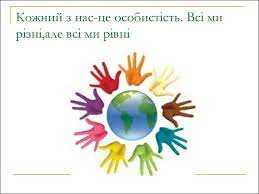 Кожний з нас-це особистість. Всі ми
різні,але всі ми рівні